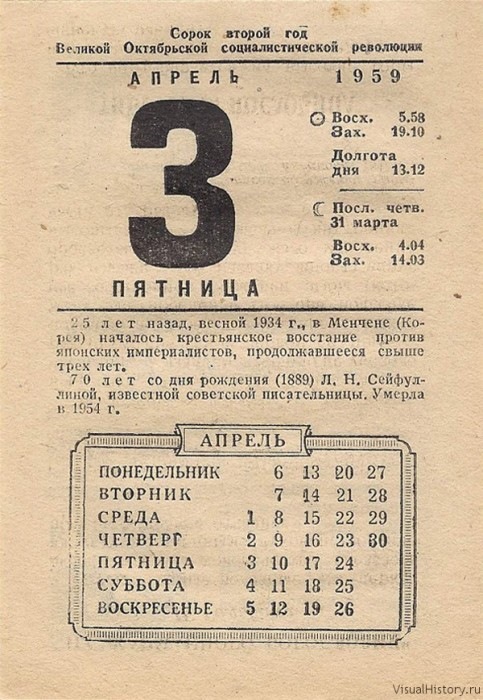 Сорок второй год
Великой Октябрьской социалистической революции
АПРЕЛЬ 1959
3
Восх. 5.58
Зах. 19.10
Долгота
дня 13.12
Посл. четв.
31 марта
Восх. 4.04
Зах. 14.03
ПЯТНИЦА
25 лет назад, весной 1934 г., в Менчене (Ко-
рея) началось крестьянское восстание против
японских империалистов, продолжавшееся свыше
трех лет.
70 лет со дня рождения (1889) Л. Н. Сейфул-
линой, известной советской писательницы. Умерла
в 1954 г.
АПРЕЛЬ
ПОНЕДЕЛЬНИК 6 13 20 27
ВТОРНИК 7 14 21 28
СРЕДА 1 8 15 22 29
ЧЕТВЕРГ 2 9 16 23 30
ПЯТНИЦА 3 10 17 24
СУББОТА 4 11 18 25
ВОСКРЕСЕНЬЕ 5 12 19 26
VisualHistory.ru